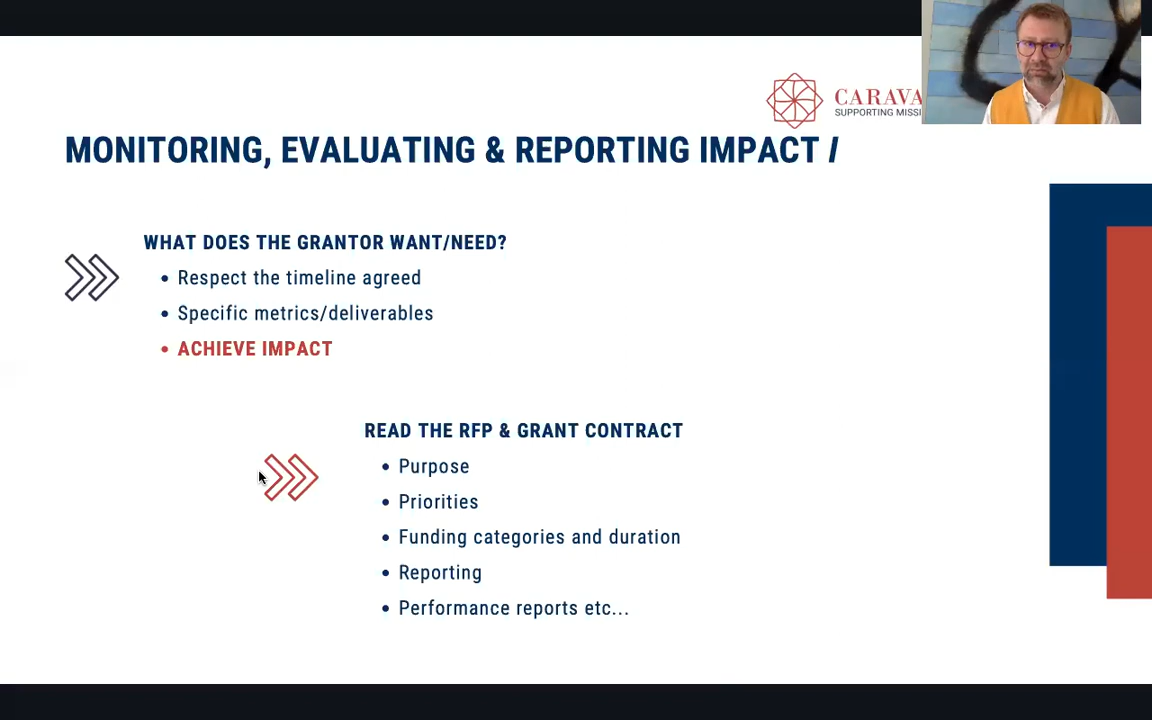 CARAVA
SUPPORTING MISSI
MONITORING, EVALUATING & REPORTING IMPACT I
WHAT DOES THE GRANTOR WANT/NEED?
• Respect the timeline agreed
• Specific metrics/deliverables
• ACHIEVE IMPACT
READ THE RFP & GRANT CONTRACT
• Purpose
• Priorities
• Funding categories and duration
• Reporting
• Performance reports etc...